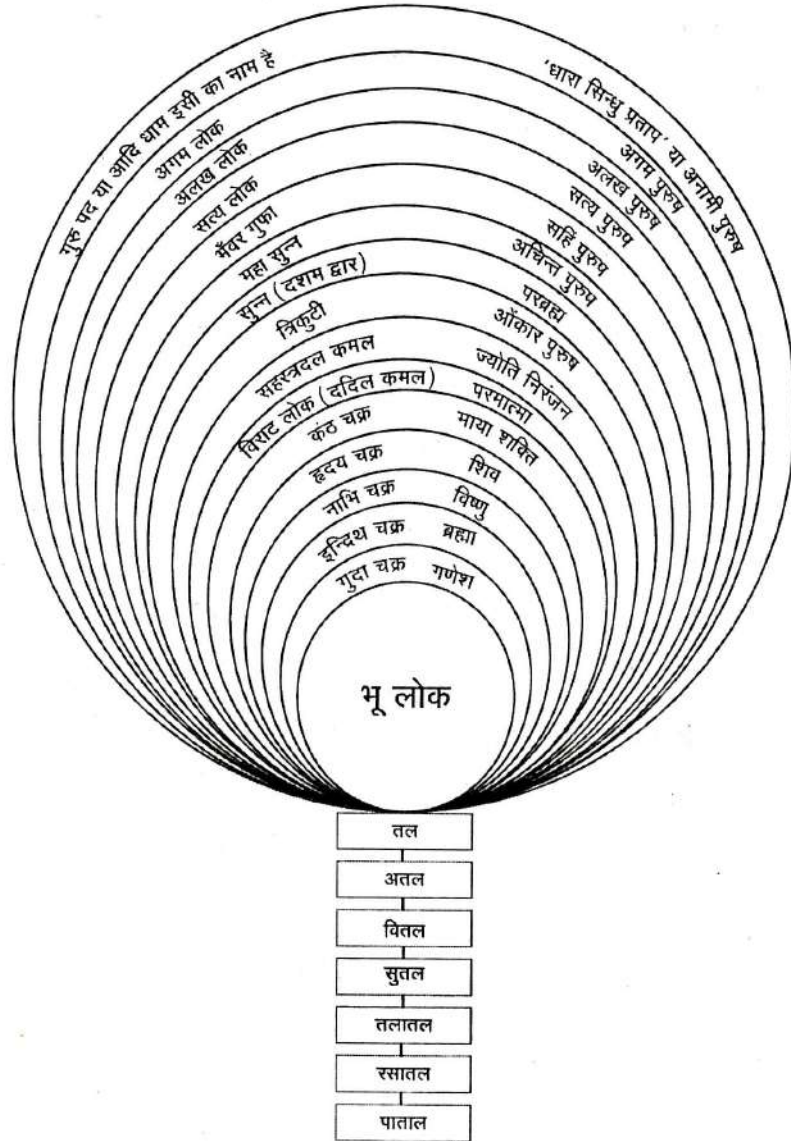 गुरु पद या आदि धाम इसी का नाम है
'धारा सिन्धु प्रताप' या अनामी पुरुष
अगम लोक
अगम पुरुष
अलख लोक
अलख पुरुष
सत्य लोक
सत्य पुरुष
भँवर गुफा
सहिं पुरुष
महा सुन्न
अचिन्त पुरुष
सुन्न (दशम द्वार)
परब्रह्म
त्रिकुटी
ओंकार पुरुष
सहस्त्रदल कमल
ज्योति निरंजन
विराट लोक (ददिल कमल)
परमात्मा
कंठ चक्र
माया शक्ति
हृदय चक्र
शिव
नाभि चक्र
विष्णु
इन्द्रिथ चक्र
ब्रह्मा
गुदा चक्र
गणेश
भू लोक
तल
अतल
वितल
सुतल
तलातल
रसातल
पाताल